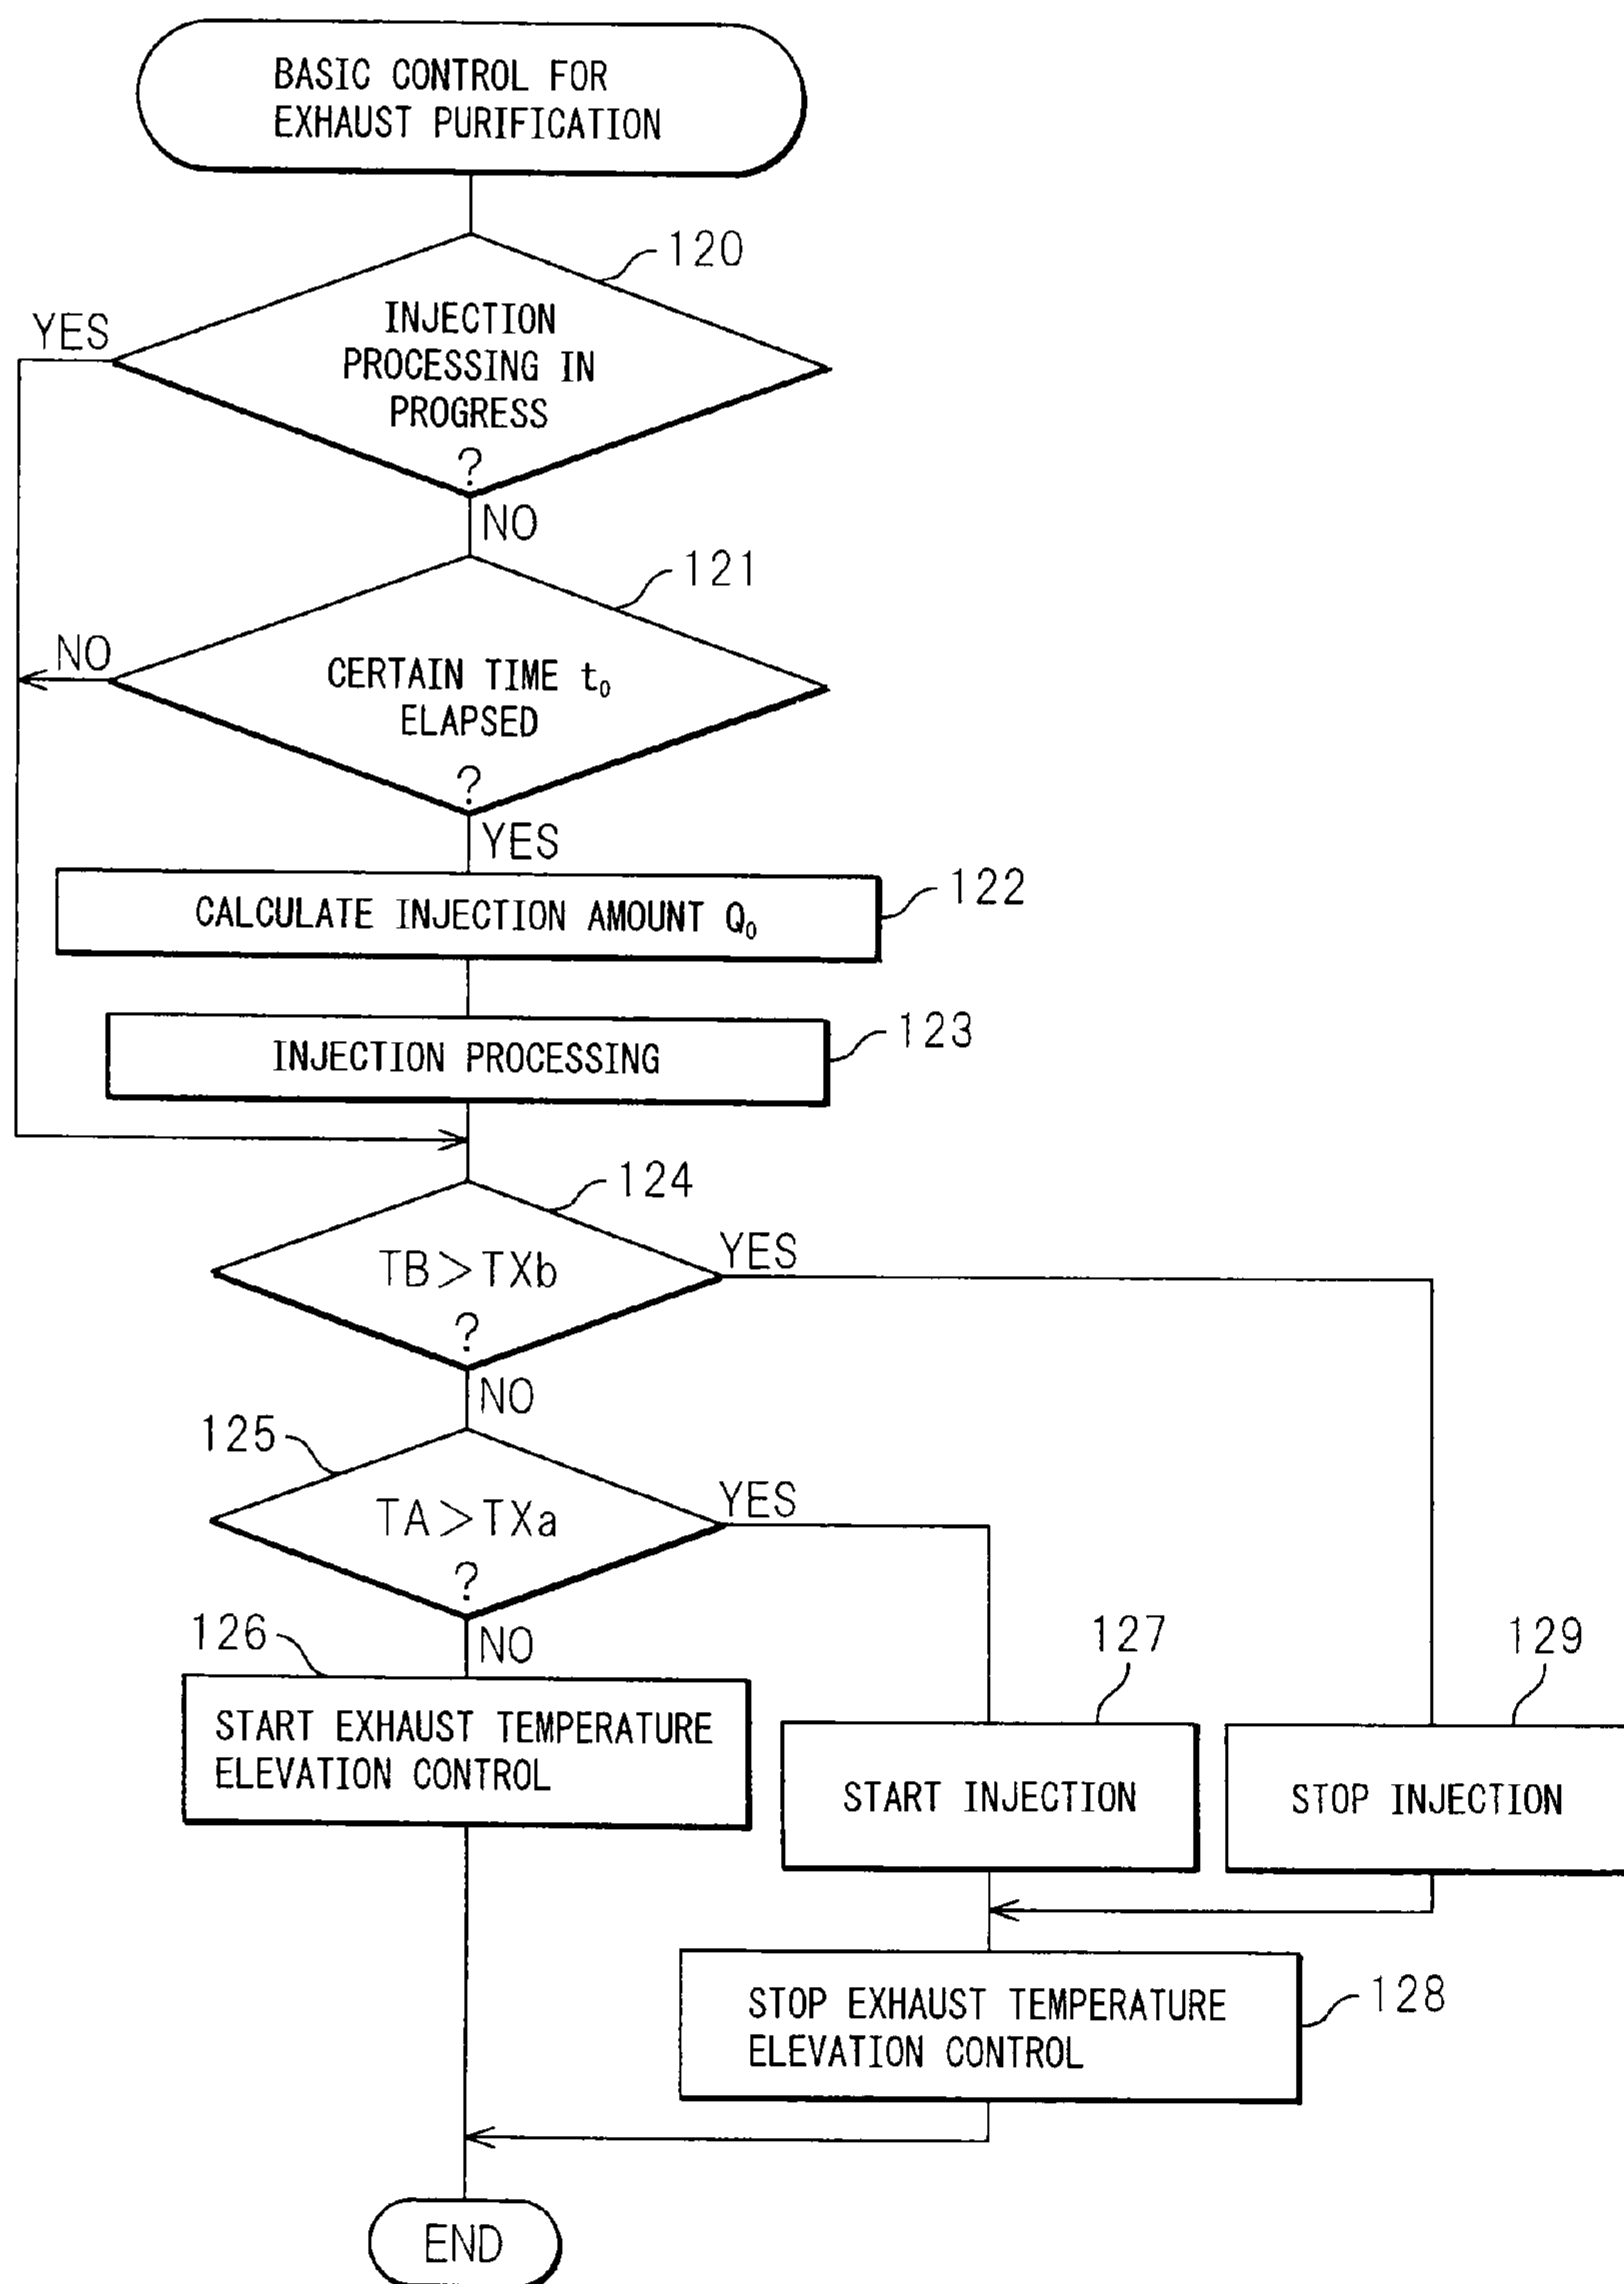 BASIC CONTROL FOR
EXHAUST PURIFICATION
120
YES
INJECTION
PROCESSING IN
PROGRESS
?
NO
121
NO
CERTAIN TIME t₀
ELAPSED
?
YES
122
CALCULATE INJECTION AMOUNT Q₀
123
INJECTION PROCESSING
124
YES
TB>TXb
?
NO
125
YES
TA>TXa
?
NO
126
127
129
START EXHAUST TEMPERATURE
ELEVATION CONTROL
START INJECTION
STOP INJECTION
128
STOP EXHAUST TEMPERATURE
ELEVATION CONTROL
END